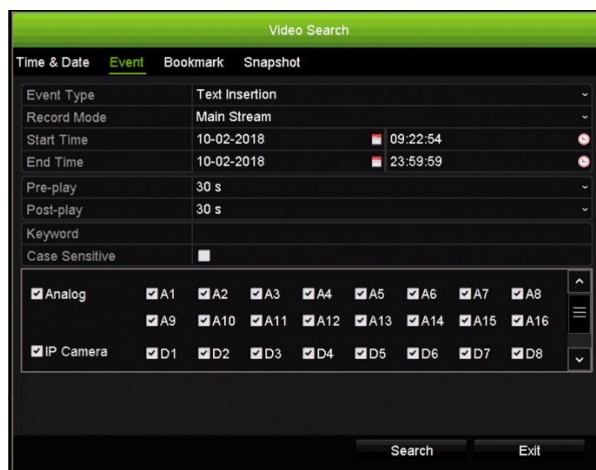 Video Search
Time & Date Event Bookmark Snapshot
Event Type Text Insertion
Record Mode Main Stream
Start Time 10-02-2018 09:22:54
End Time 10-02-2018 23:59:59
Pre-play 30 s
Post-play 30 s
Keyword
Case Sensitive
Analog A1 A2 A3 A4 A5 A6 A7 A8
A9 A10 A11 A12 A13 A14 A15 A16
IP Camera D1 D2 D3 D4 D5 D6 D7 D8
Search Exit